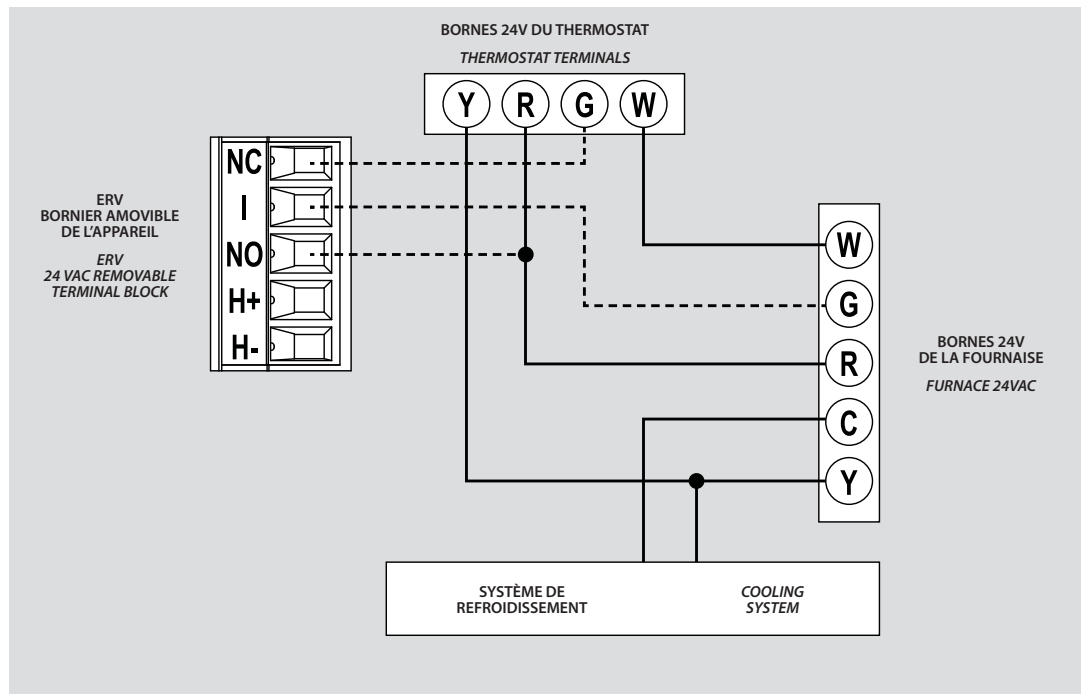 BORNES 24V DU THERMOSTAT
THERMOSTAT TERMINALS
Y R G W
NC
I
NO
H+
H-
ERV
BORNIER AMOVIBLE
DE L'APPAREIL
ERV
24 VAC REMOVABLE
TERMINAL BLOCK
W
G
R
C
Y
BORNES 24V
DE LA FOURNAISE
FURNACE 24VAC
SYSTÈME DE
REFROIDISSEMENT
COOLING
SYSTEM